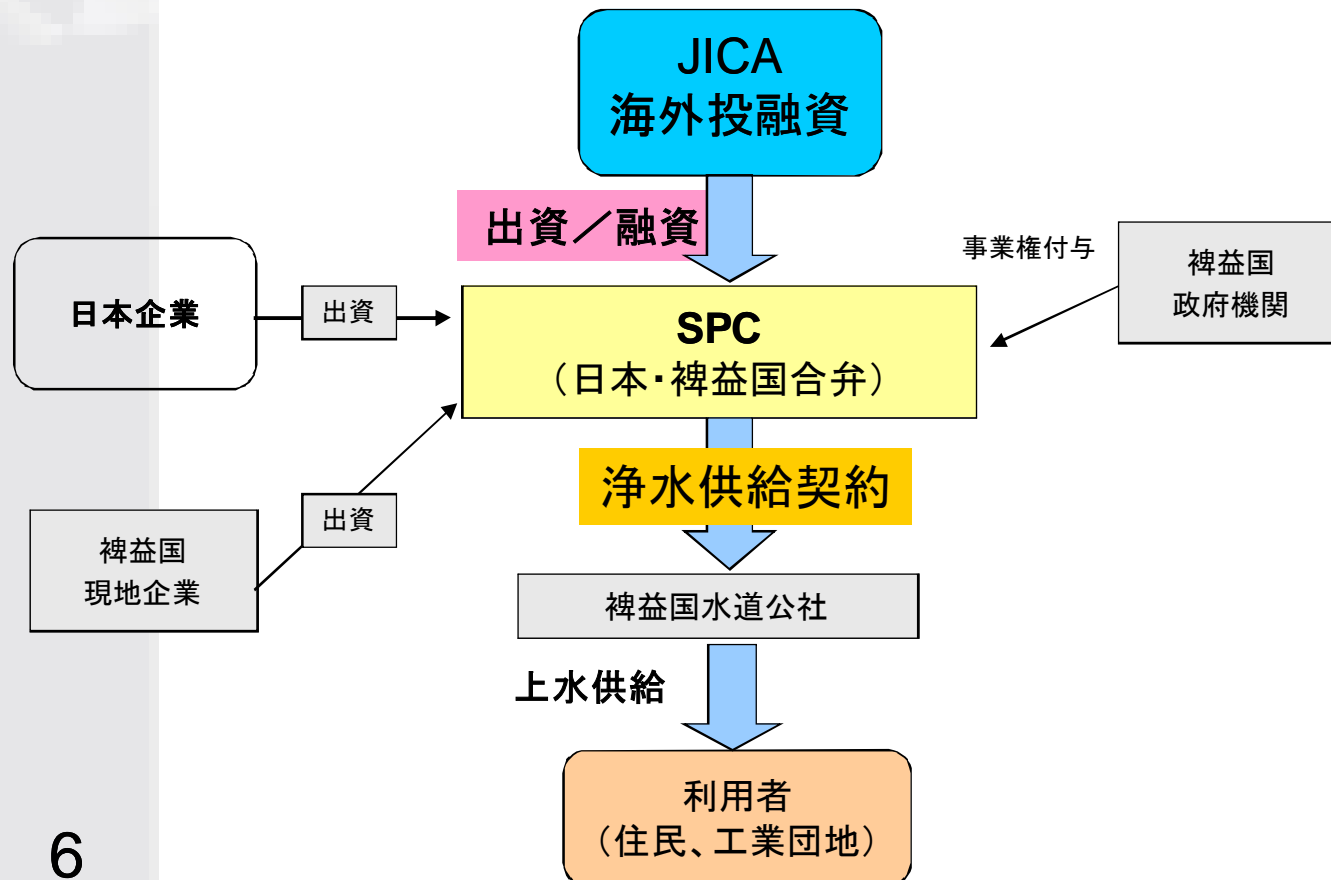 JICA
海外投融資
出資／融資
事業権付与
裨益国
政府機関
日本企業
出資
SPC
（日本・裨益国合弁）
浄水供給契約
出資
裨益国
現地企業
裨益国水道公社
上水供給
利用者
（住民、工業団地）
6